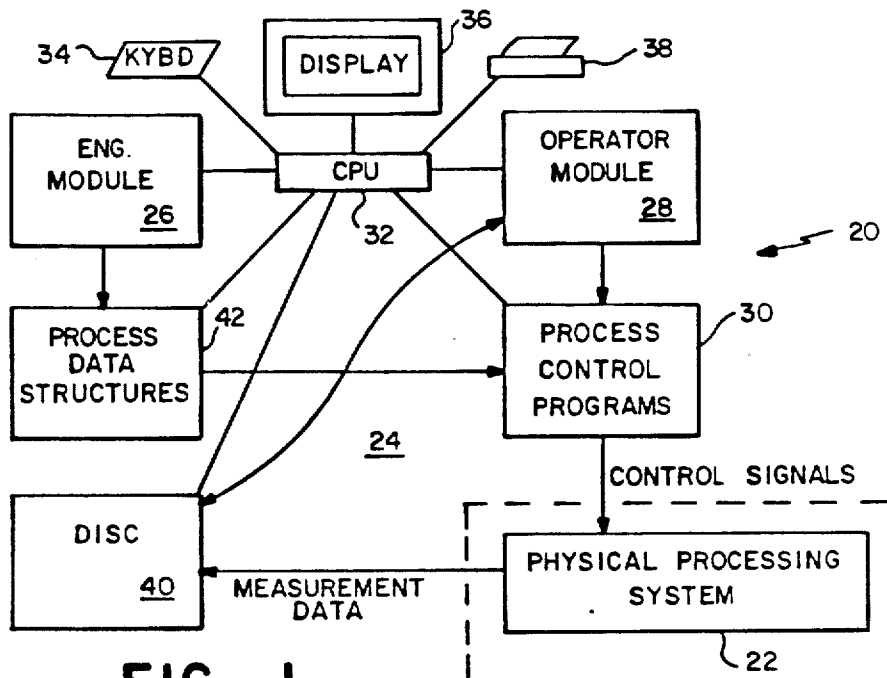 34
KYBD
36
DISPLAY
38
ENG.
MODULE
26
CPU
32
OPERATOR
MODULE
28
20
42
PROCESS
DATA
STRUCTURES
30
PROCESS
CONTROL
PROGRAMS
24
CONTROL SIGNALS
DISC
40
MEASUREMENT
DATA
PHYSICAL PROCESSING
SYSTEM
22